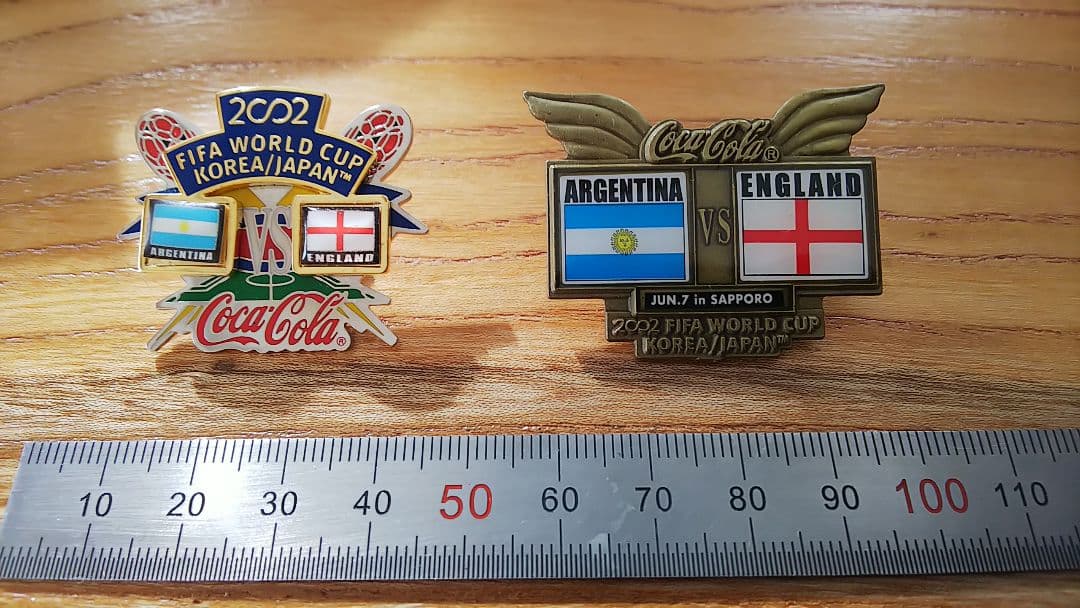 2002
FIFA WORLD CUP
KOREA/JAPAN™
ARGENTINA
VS
ENGLAND
Coca-Cola®
Coca-Cola®
ARGENTINA
VS
ENGLAND
JUN.7 in SAPPORO
2002 FIFA WORLD CUP
KOREA/JAPAN™
10 20 30 40 50 60 70 80 90 100 110